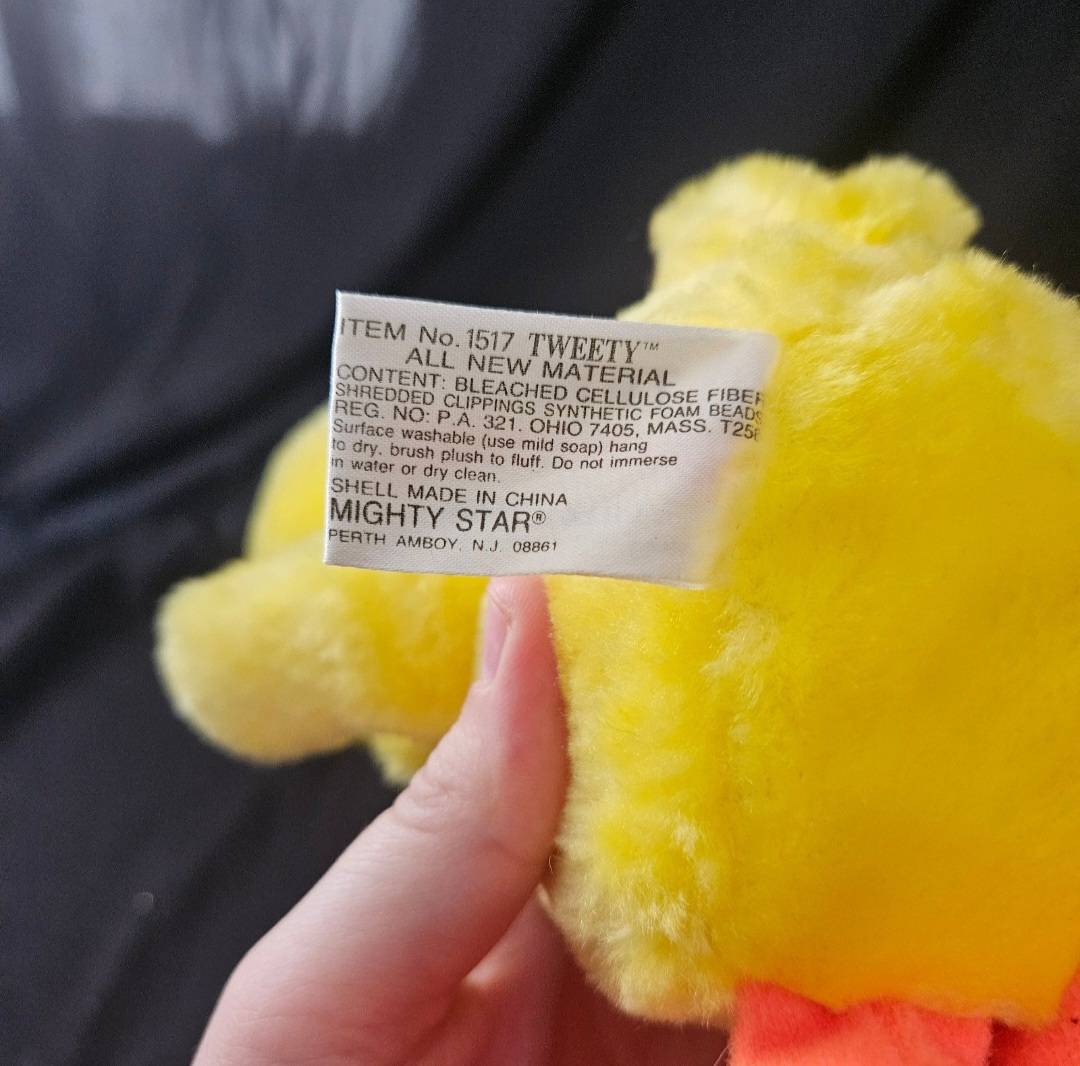 ITEM No. 1517 TWEETY™
ALL NEW MATERIAL
CONTENT: BLEACHED CELLULOSE FIBER
SHREDDED CLIPPINGS SYNTHETIC FOAM BEADS
REG. NO: P.A. 321. OHIO 7405, MASS.
Surface washable (use mild soap) hang
to dry, brush plush to fluff. Do not immerse
in water or dry clean.
SHELL MADE IN CHINA
MIGHTY STAR®
PERTH AMBOY, N.J. 08861